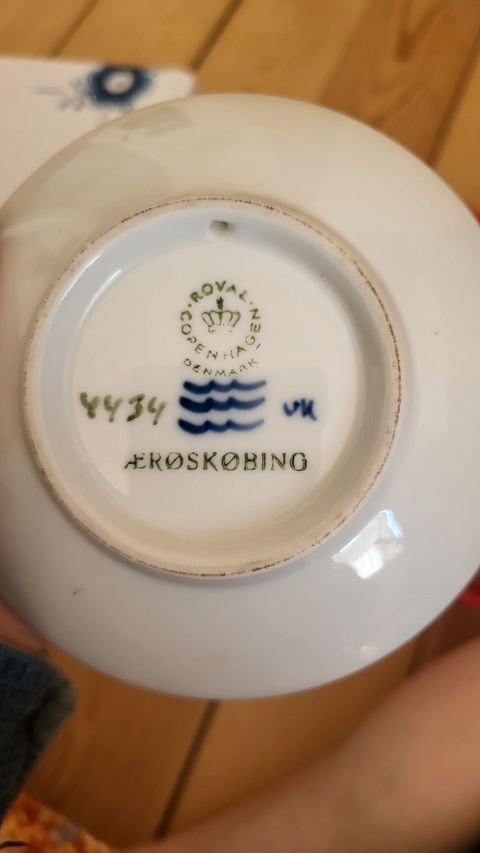 ROYAL COPENHAGEN
DENMARK
4434 VK
ÆRØSKØBING